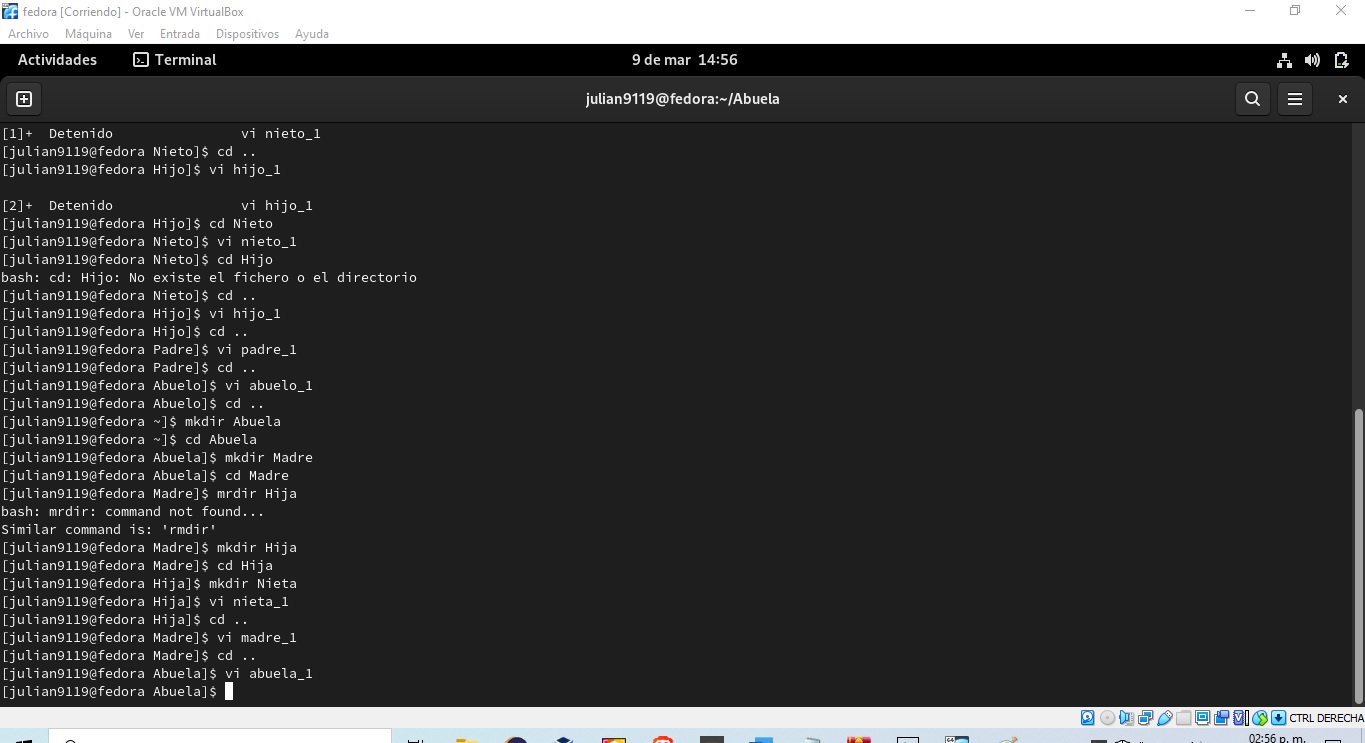 fedora [Corriendo] - Oracle VM VirtualBox
Archivo Máquina Ver Entrada Dispositivos Ayuda
Actividades Terminal 9 de mar 14:56
julian9119@fedora:~/Abuela
[1]+  Detenido                vi nieto_1
[julian9119@fedora Nieto]$ cd ..
[julian9119@fedora Hijo]$ vi hijo_1
[2]+  Detenido                vi hijo_1
[julian9119@fedora Hijo]$ cd Nieto
[julian9119@fedora Nieto]$ vi nieto_1
[julian9119@fedora Nieto]$ cd Hijo
bash: cd: Hijo: No existe el fichero o el directorio
[julian9119@fedora Nieto]$ cd ..
[julian9119@fedora Hijo]$ vi hijo_1
[julian9119@fedora Hijo]$ cd ..
[julian9119@fedora Padre]$ vi padre_1
[julian9119@fedora Padre]$ cd ..
[julian9119@fedora Abuelo]$ vi abuelo_1
[julian9119@fedora Abuelo]$ cd ..
[julian9119@fedora ~]$ mkdir Abuela
[julian9119@fedora ~]$ cd Abuela
[julian9119@fedora Abuela]$ mkdir Madre
[julian9119@fedora Abuela]$ cd Madre
[julian9119@fedora Madre]$ mrdir Hija
bash: mrdir: command not found...
Similar command is: 'rmdir'
[julian9119@fedora Madre]$ mkdir Hija
[julian9119@fedora Madre]$ cd Hija
[julian9119@fedora Hija]$ mkdir Nieta
[julian9119@fedora Hija]$ vi nieta_1
[julian9119@fedora Hija]$ cd ..
[julian9119@fedora Madre]$ vi madre_1
[julian9119@fedora Madre]$ cd ..
[julian9119@fedora Abuela]$ vi abuela_1
[julian9119@fedora Abuela]$
CTRL DERECHA
02:56 p. m.